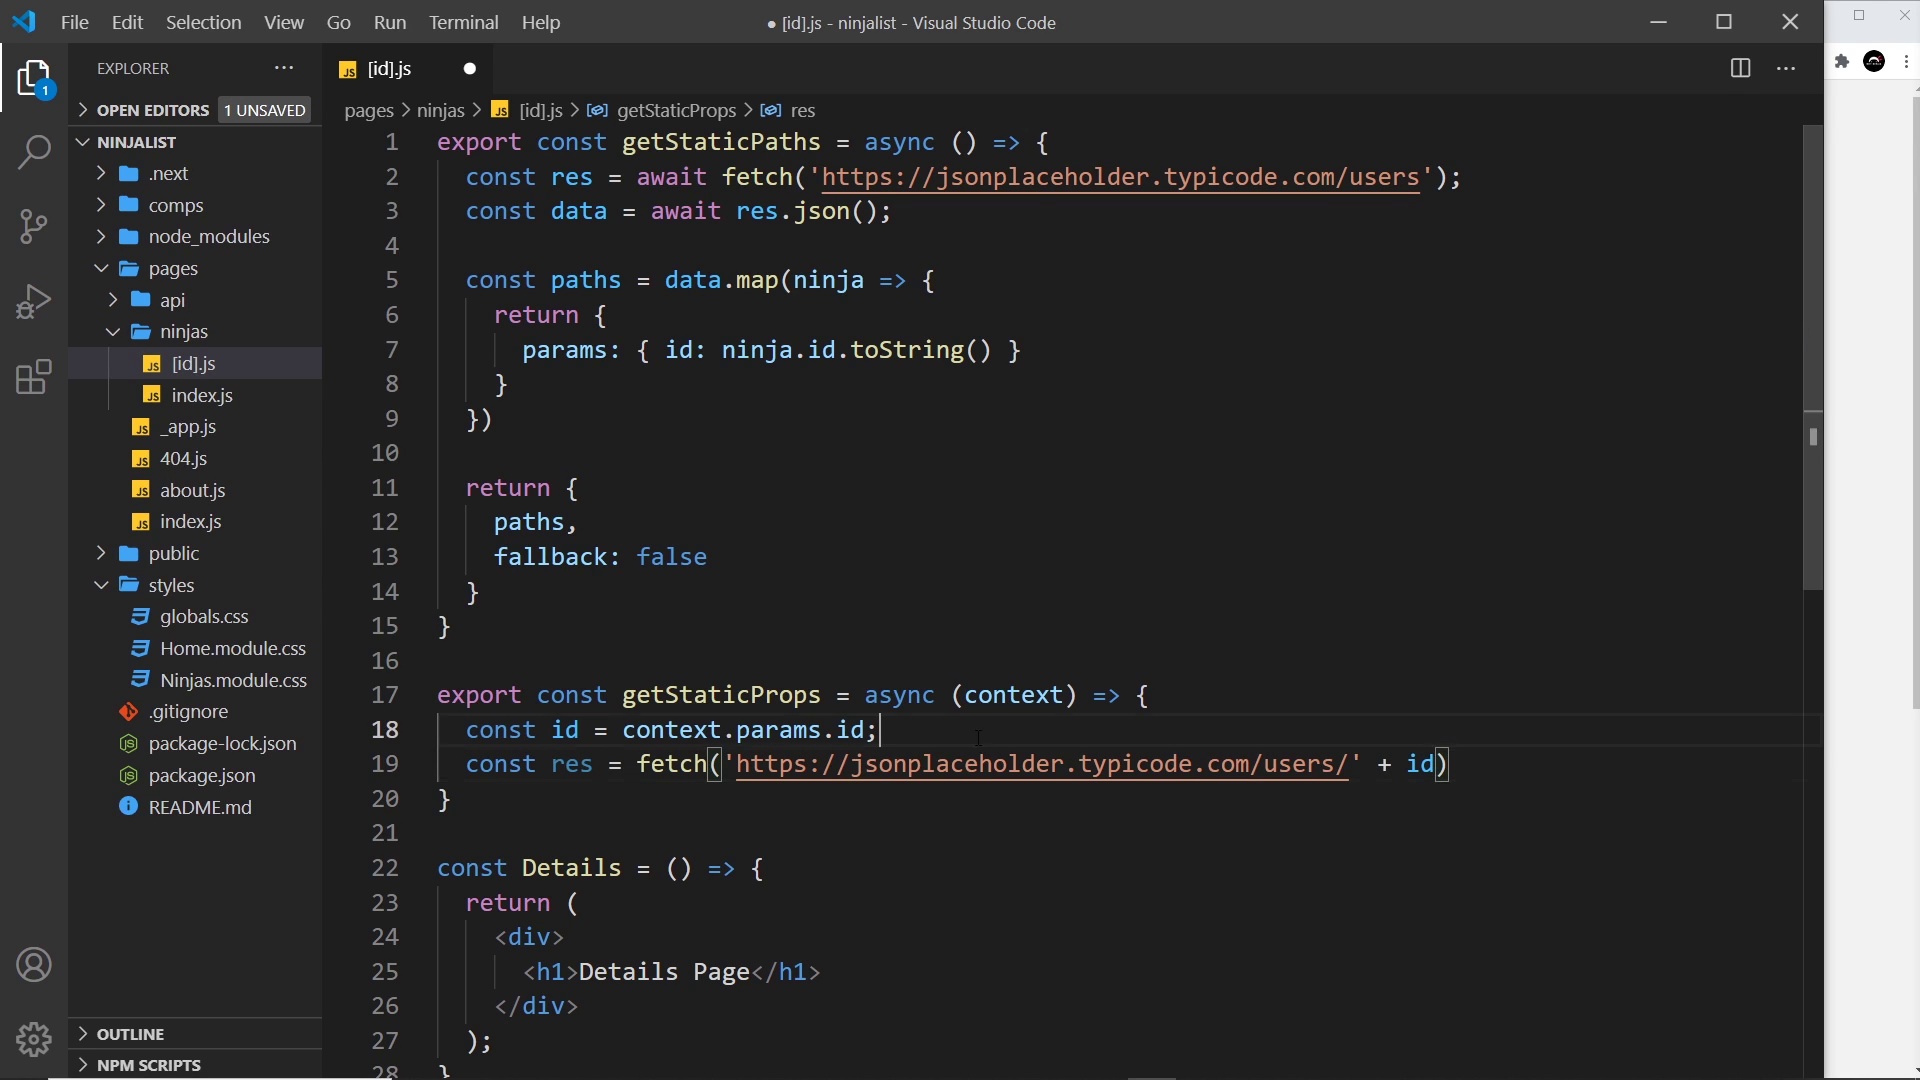 File Edit Selection View Go Run Terminal Help
● [id].js - ninjalist - Visual Studio Code
EXPLORER
OPEN EDITORS 1 UNSAVED
NINJALIST
.next
comps
node_modules
pages
api
ninjas
[id].js
index.js
_app.js
404.js
about.js
index.js
public
styles
globals.css
Home.module.css
Ninjas.module.css
.gitignore
package-lock.json
package.json
README.md
OUTLINE
NPM SCRIPTS
1
JS [id].js
pages > ninjas > JS [id].js > getStaticProps > res
1 export const getStaticPaths = async () => {
2 const res = await fetch('https://jsonplaceholder.typicode.com/users');
3 const data = await res.json();
4
5 const paths = data.map(ninja => {
6 return {
7 params: { id: ninja.id.toString() }
8 }
9 })
10
11 return {
12 paths,
13 fallback: false
14 }
15 }
16
17 export const getStaticProps = async (context) => {
18 const id = context.params.id;
19 const res = fetch('https://jsonplaceholder.typicode.com/users/' + id)
20 }
21
22 const Details = () => {
23 return (
24 <div>
25 <h1>Details Page</h1>
26 </div>
27 );
28 }